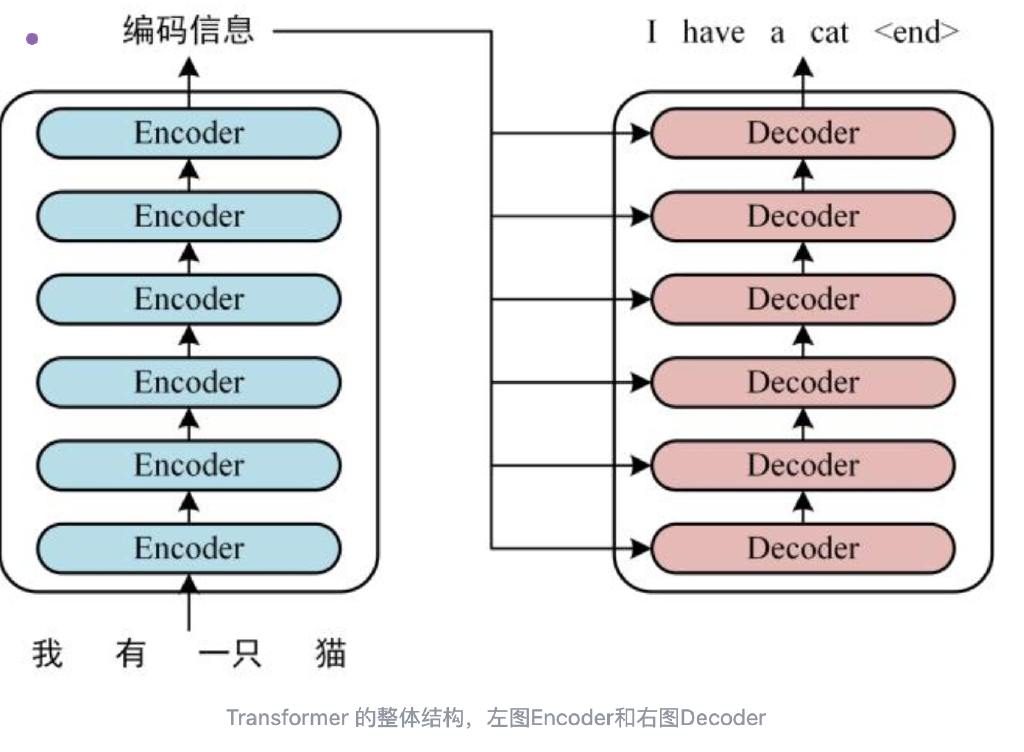 编码信息
I have a cat <end>
Encoder
Encoder
Encoder
Encoder
Encoder
Encoder
Decoder
Decoder
Decoder
Decoder
Decoder
Decoder
我 有 一只 猫
Transformer 的整体结构，左图Encoder和右图Decoder